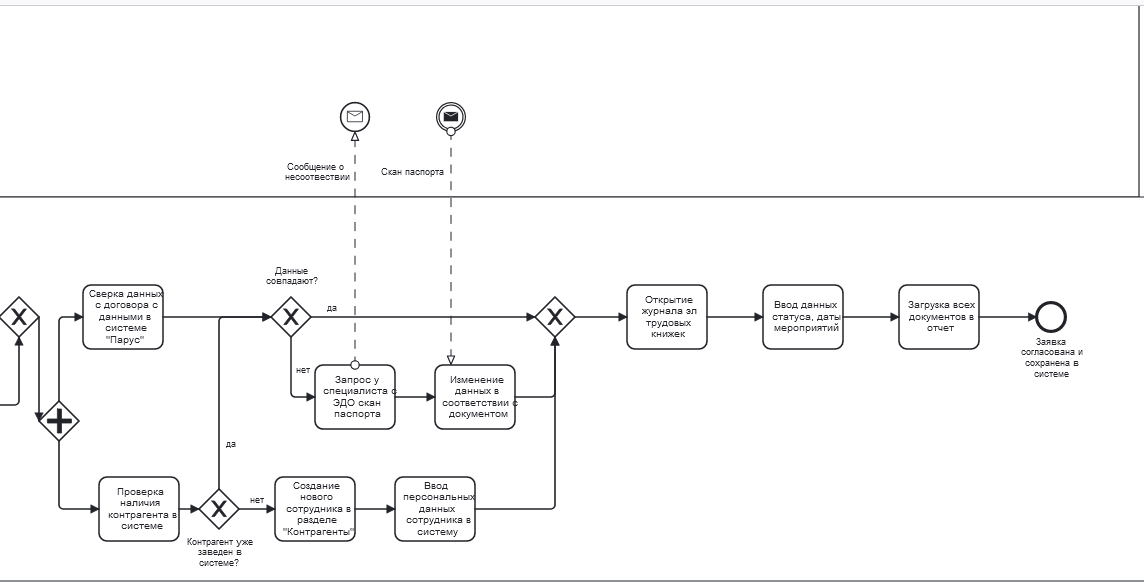 Сообщение о
несоотвествии
Скан паспорта
Данные
совпадают?
Сверка данных
с договора с
данными в
системе
"Парус"
да
нет
Запрос у
специалиста с
ЭДО скан
паспорта
Изменение
данных в
соответствии с
документом
Открытие
журнала эл
трудовых
книжек
Ввод данных
статуса, даты
мероприятий
Загрузка всех
документов в
отчет
Заявка
согласована и
сохранена в
системе
да
Проверка
наличия
контрагента в
системе
нет
Контрагент уже
заведен в
системе?
Создание
нового
сотрудника в
разделе
"Контрагенты"
Ввод
персональных
данных
сотрудника в
систему